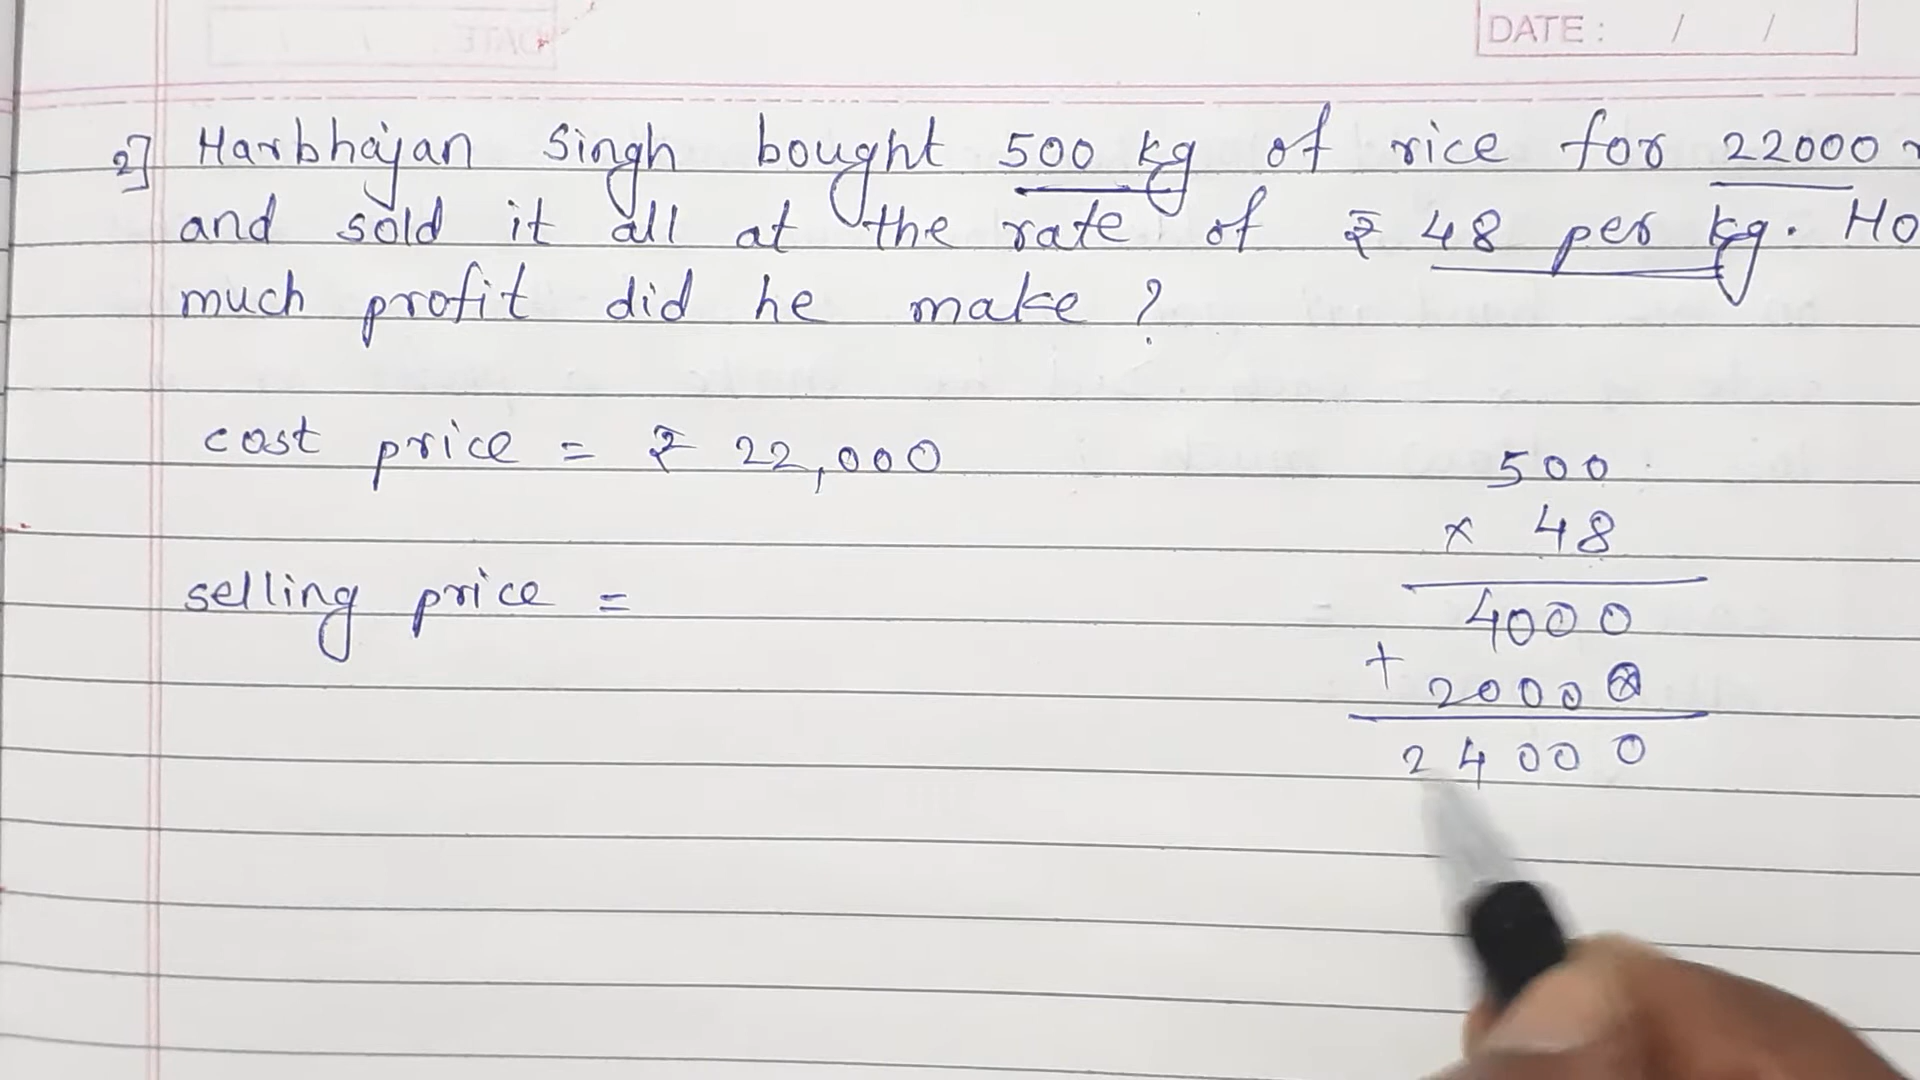 DATE : / /
2] Harbhajan Singh bought 500 kg of rice for 22000
and sold it all at the rate of ₹ 48 per kg. Ho
much profit did he make ?
cost price = ₹ 22,000
500
x 48
4000
+ 20000
24000
selling price =